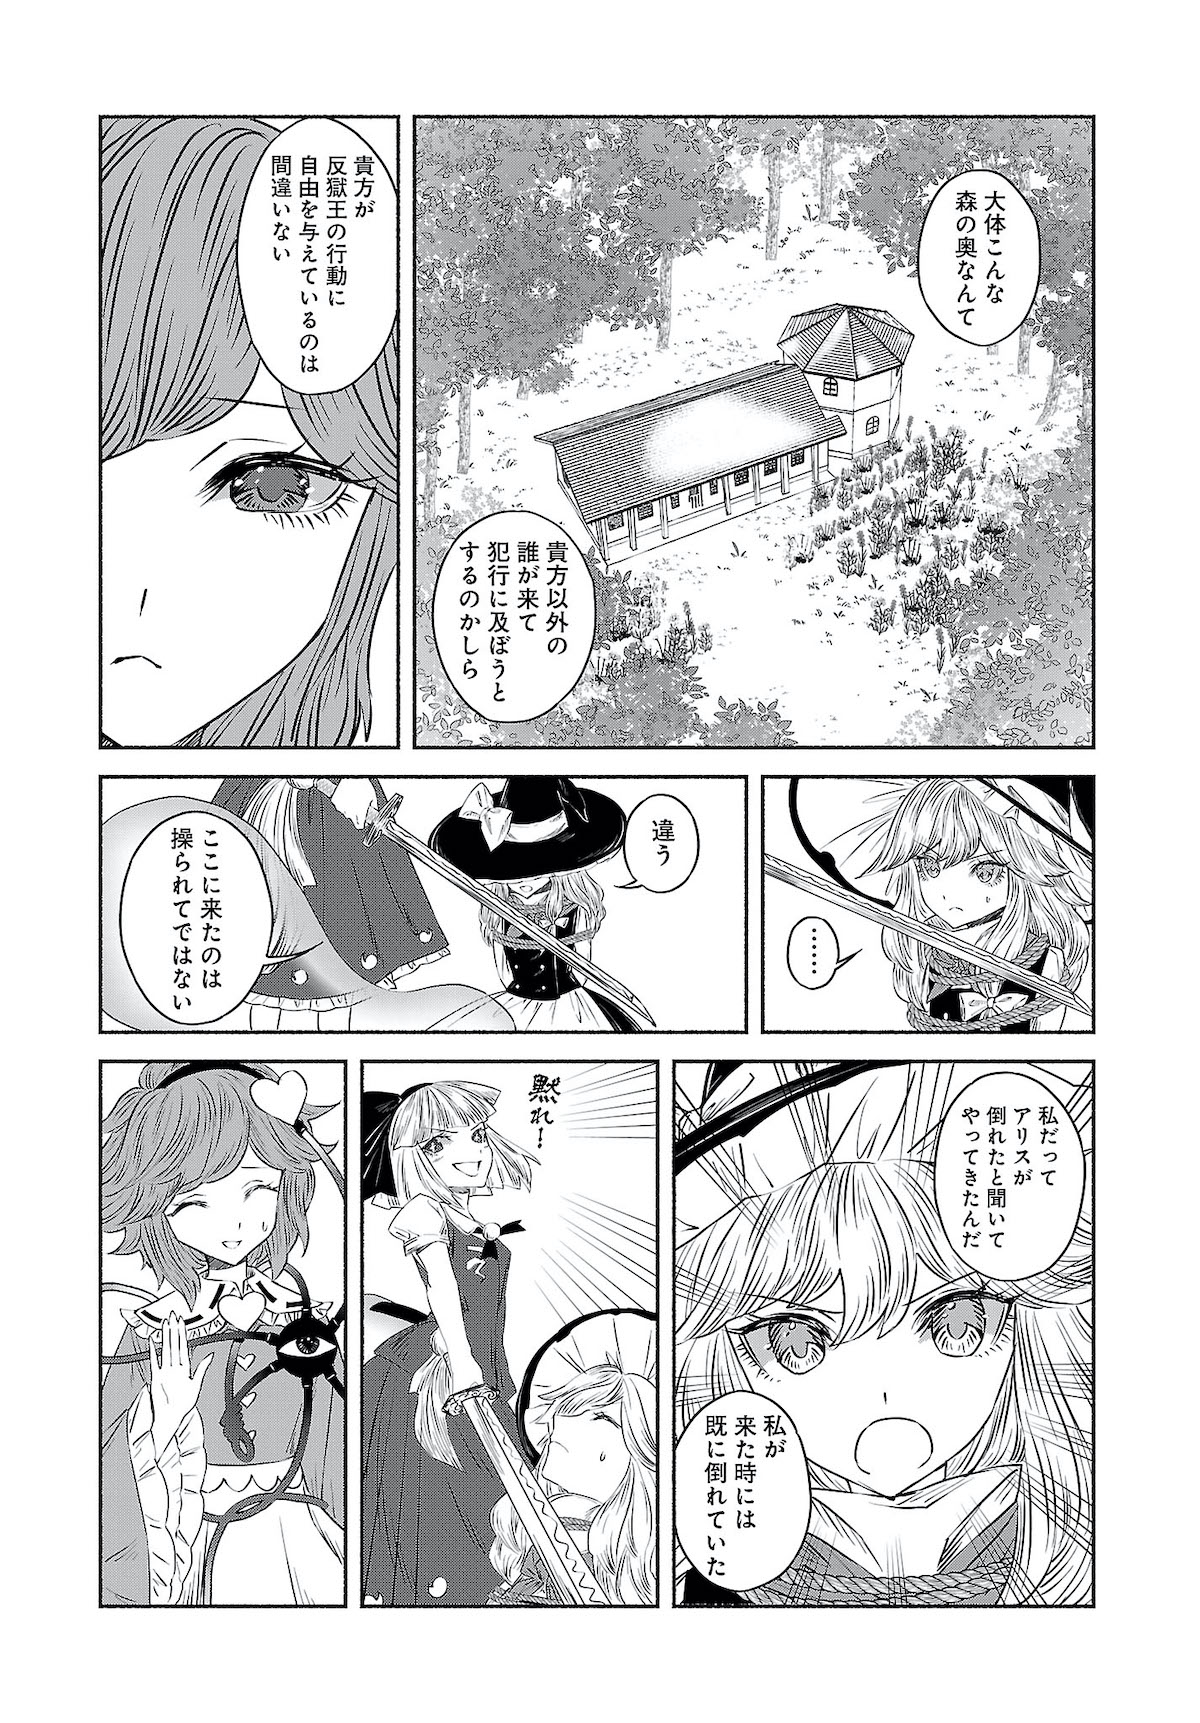 大体こんな
森の奥なんて
貴方以外の
誰が来て
犯行に及ぼうと
するのかしら
貴方が
反獄王の行動に
自由を与えているのは
間違いない
……
違う
ここに来たのは
操られてではない
私だって
アリスが
倒れたと聞いて
やってきたんだ
私が
来た時には
既に倒れていた
黙れー!